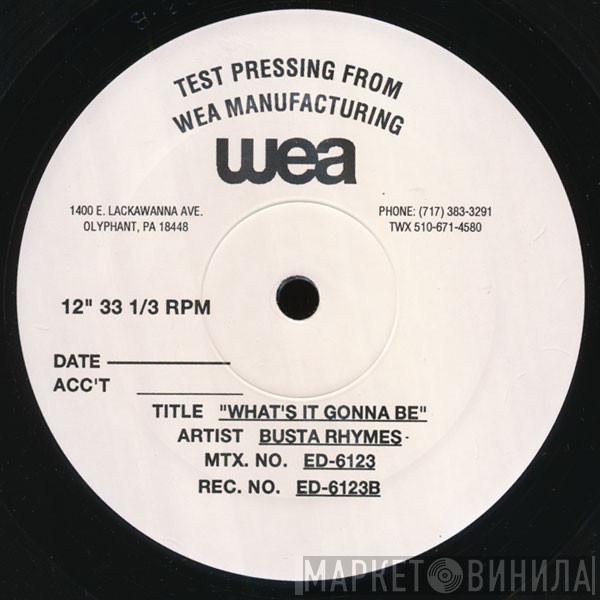 TEST PRESSING FROM
WEA MANUFACTURING
wea
1400 E. LACKAWANNA AVE.
OLYPHANT, PA 18448
PHONE: (717) 383-3291
TWX 510-671-4580
12" 33 1/3 RPM
DATE
ACC'T
TITLE "WHAT'S IT GONNA BE"
ARTIST BUSTA RHYMES
MTX. NO. ED-6123
REC. NO. ED-6123B
МАРКЕТ ВИНИЛА